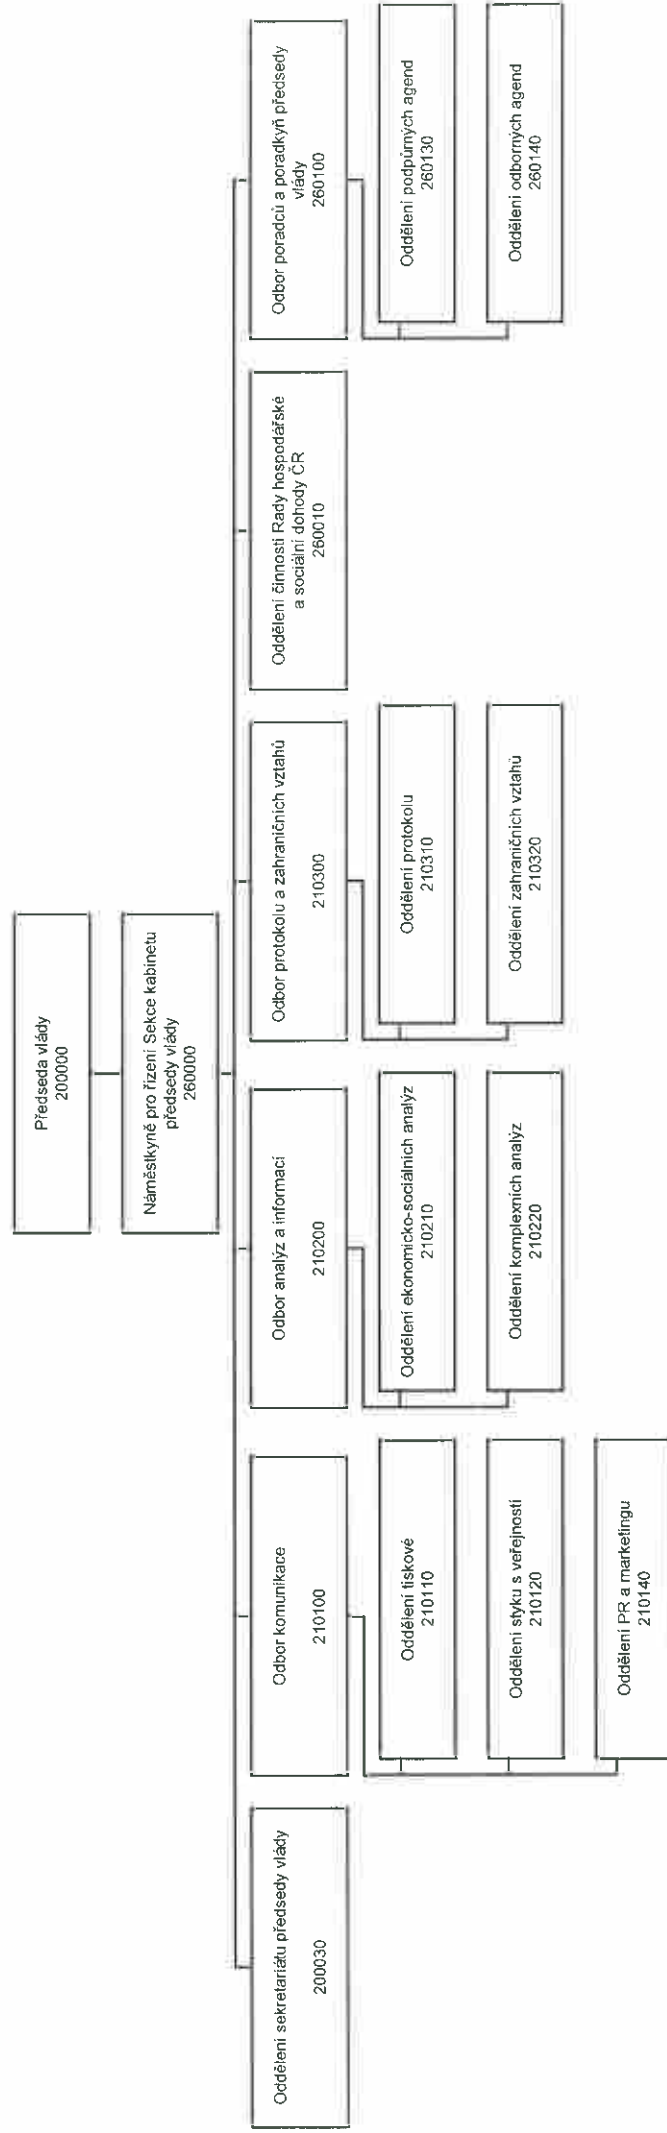 Předseda vlády
200000
Náměstkyně pro řízení Sekce kabinetu
předsedy vlády
260000
Oddělení sekretariátu předsedy vlády
200030
Odbor komunikace
210100
Oddělení tiskové
210110
Oddělení styku s veřejností
210120
Oddělení PR a marketingu
210140
Odbor analýz a informací
210200
Oddělení ekonomicko-sociálních analýz
210210
Oddělení komplexních analýz
210220
Odbor protokolu a zahraničních vztahů
210300
Oddělení protokolu
210310
Oddělení zahraničních vztahů
210320
Oddělení činnosti Rady hospodářské
a sociální dohody ČR
260010
Odbor poradců a poradkyň předsedy
vlády
260100
Oddělení podpůrných agend
260130
Oddělení odborných agend
260140